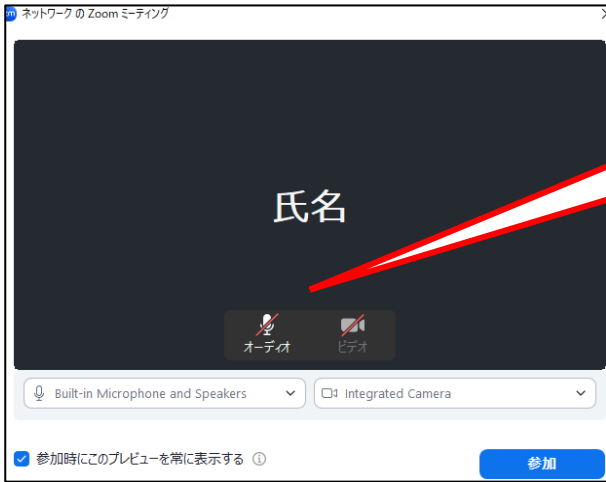 ネットワーク の Zoom ミーティング
氏名
オーディオ
ビデオ
Built-in Microphone and Speakers
Integrated Camera
参加時にこのプレビューを常に表示する
参加